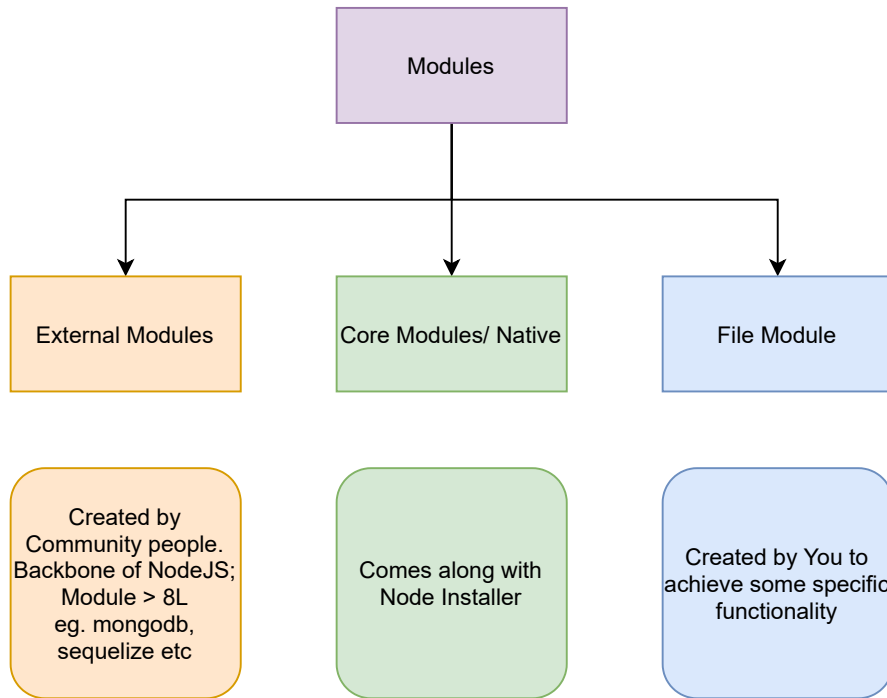 Modules
External Modules
Core Modules/ Native
File Module
Created by
Community people.
Backbone of NodeJS;
Module > 8L
eg. mongodb,
sequelize etc
Comes along with
Node Installer
Created by You to
achieve some specific
functionality